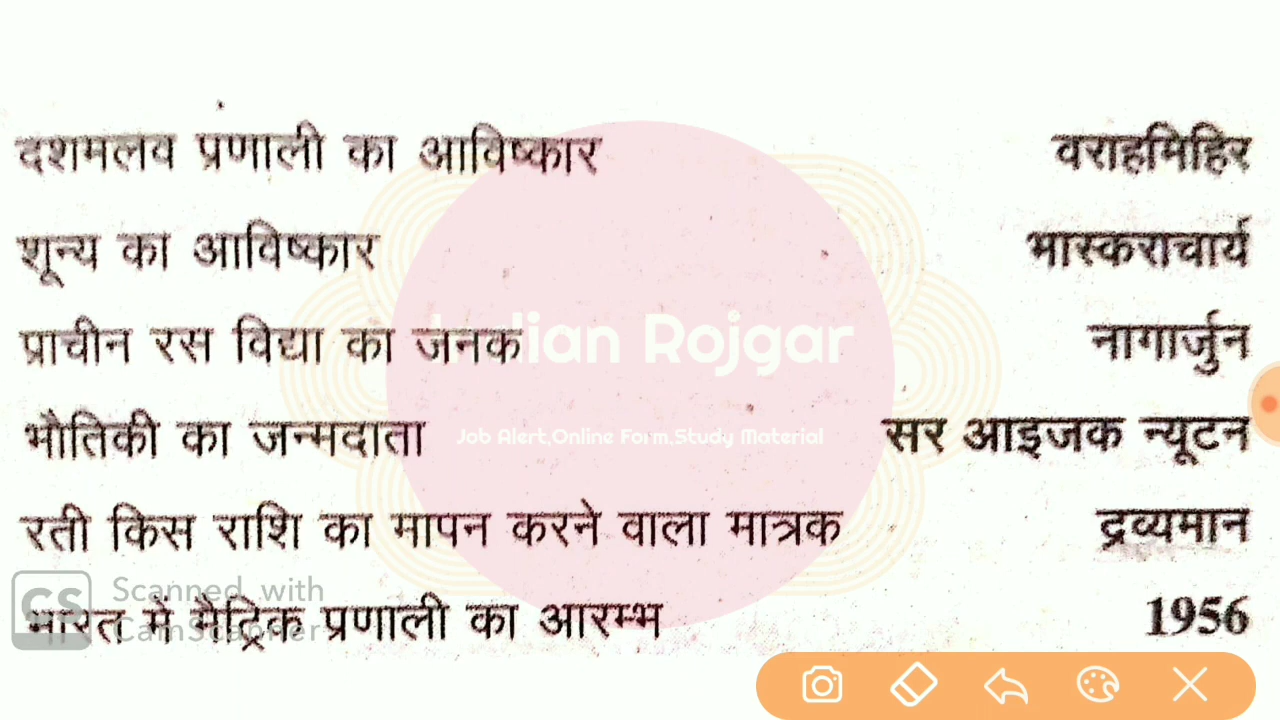 दशमलव प्रणाली का आविष्कार वराहमिहिर
शून्य का आविष्कार भास्कराचार्य
प्राचीन रस विद्या का जनक नागार्जुन
Indian Rojgar
भौतिकी का जन्मदाता सर आइजक न्यूटन
Job Alert,Online Form,Study Material
रती किस राशि का मापन करने वाला मात्रक द्रव्यमान
CS Scanned with
CamScanner
भारत में मैट्रिक प्रणाली का आरम्भ 1956